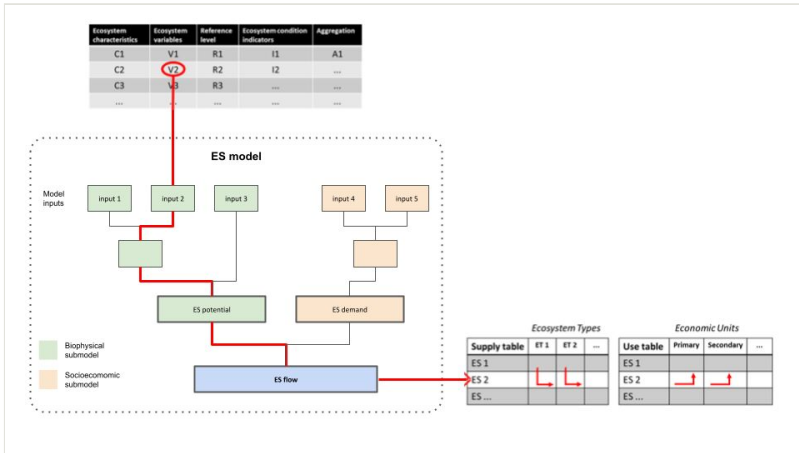 Ecosystem characteristics Ecosystem variables Reference level Ecosystem condition indicators Aggregation
C1 V1 R1 I1 A1
C2 V2 R2 I2 ...
C3 V3 R3 ... ...
... ... ... ... ...
ES model
Model inputs
input 1 input 2 input 3 input 4 input 5
ES potential ES demand
Biophysical submodel
Socioecomomic submodel
ES flow
Ecosystem Types Economic Units
Supply table ET 1 ET 2 ... Use table Primary Secondary ...
ES 1 ES 1
ES 2 ES 2
ES ... ES ...